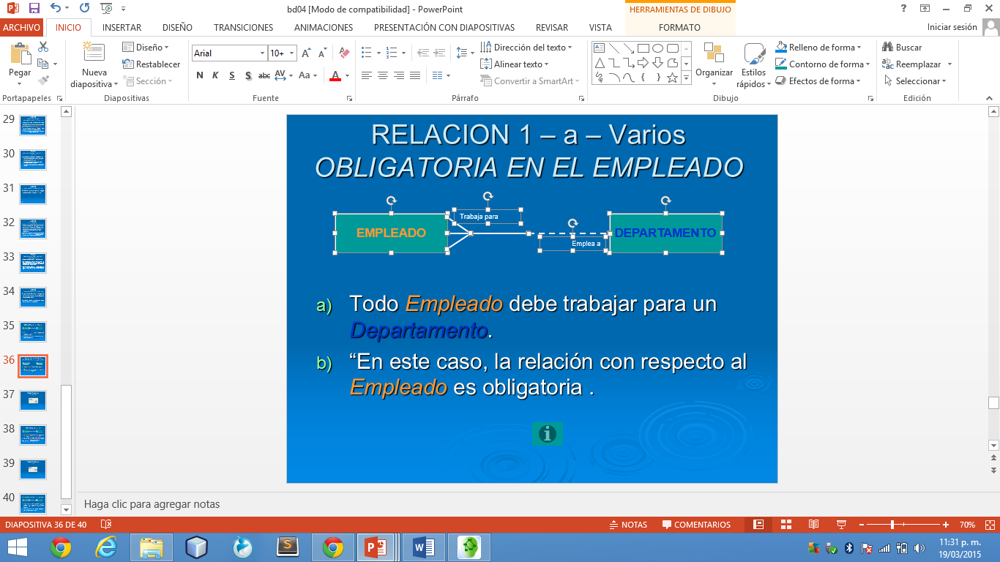 bd04 [Modo de compatibilidad] - PowerPoint
HERRAMIENTAS DE DIBUJO
?
ARCHIVO INICIO INSERTAR DISEÑO TRANSICIONES ANIMACIONES PRESENTACIÓN CON DIAPOSITIVAS REVISAR VISTA FORMATO
Iniciar sesión
Pegar
Nueva
diapositiva
Diseño
Restablecer
Sección
Arial
10+
N K S S abc AV Aa A
Dirección del texto
Alinear texto
Convertir a SmartArt
Organizar
Estilos
rápidos
Relleno de forma
Contorno de forma
Efectos de forma
Buscar
Reemplazar
Seleccionar
Portapapeles
Diapositivas
Fuente
Párrafo
Dibujo
Edición
29
30
31
32
33
34
35
36
37
38
39
40
RELACION 1 – a – Varios
OBLIGATORIA EN EL EMPLEADO
Trabaja para
EMPLEADO
DEPARTAMENTO
Emplea a
a) Todo Empleado debe trabajar para un
Departamento.
b) “En este caso, la relación con respecto al
Empleado es obligatoria .
Haga clic para agregar notas
DIAPOSITIVA 36 DE 40
NOTAS
COMENTARIOS
70%
11:31 p. m.
19/03/2015